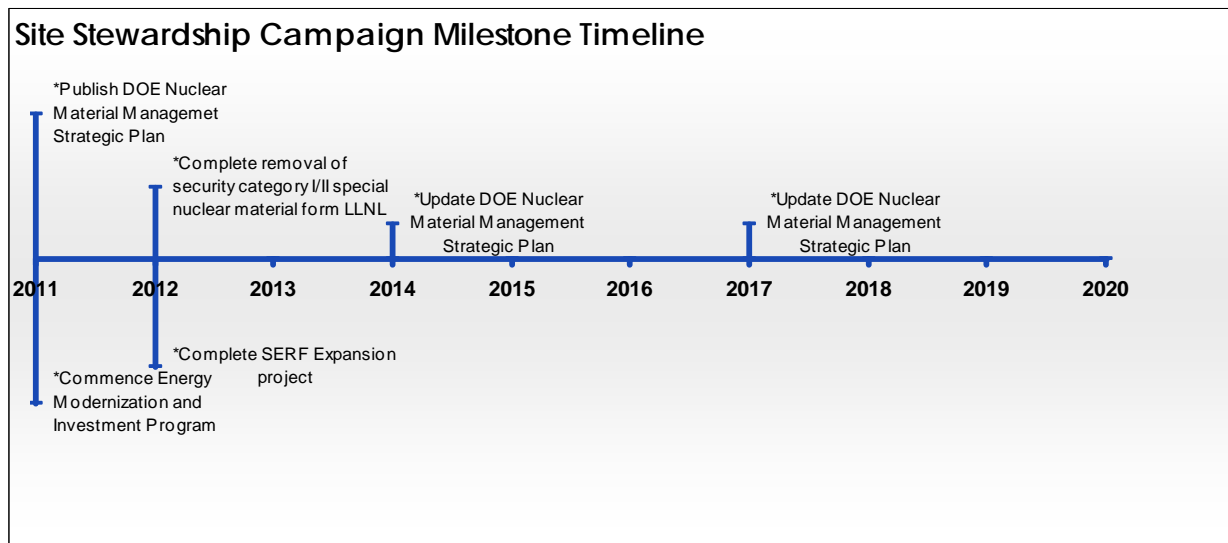 Site Stewardship Campaign Milestone Timeline
*Publish DOE Nuclear
Material Managemet
Strategic Plan
*Complete removal of
security category I/II special
nuclear material form LLNL
*Update DOE Nuclear
Material Management
Strategic Plan
*Update DOE Nuclear
Material Management
Strategic Plan
2011 2012 2013 2014 2015 2016 2017 2018 2019 2020
*Complete SERF Expansion
project
*Commence Energy
Modernization and
Investment Program